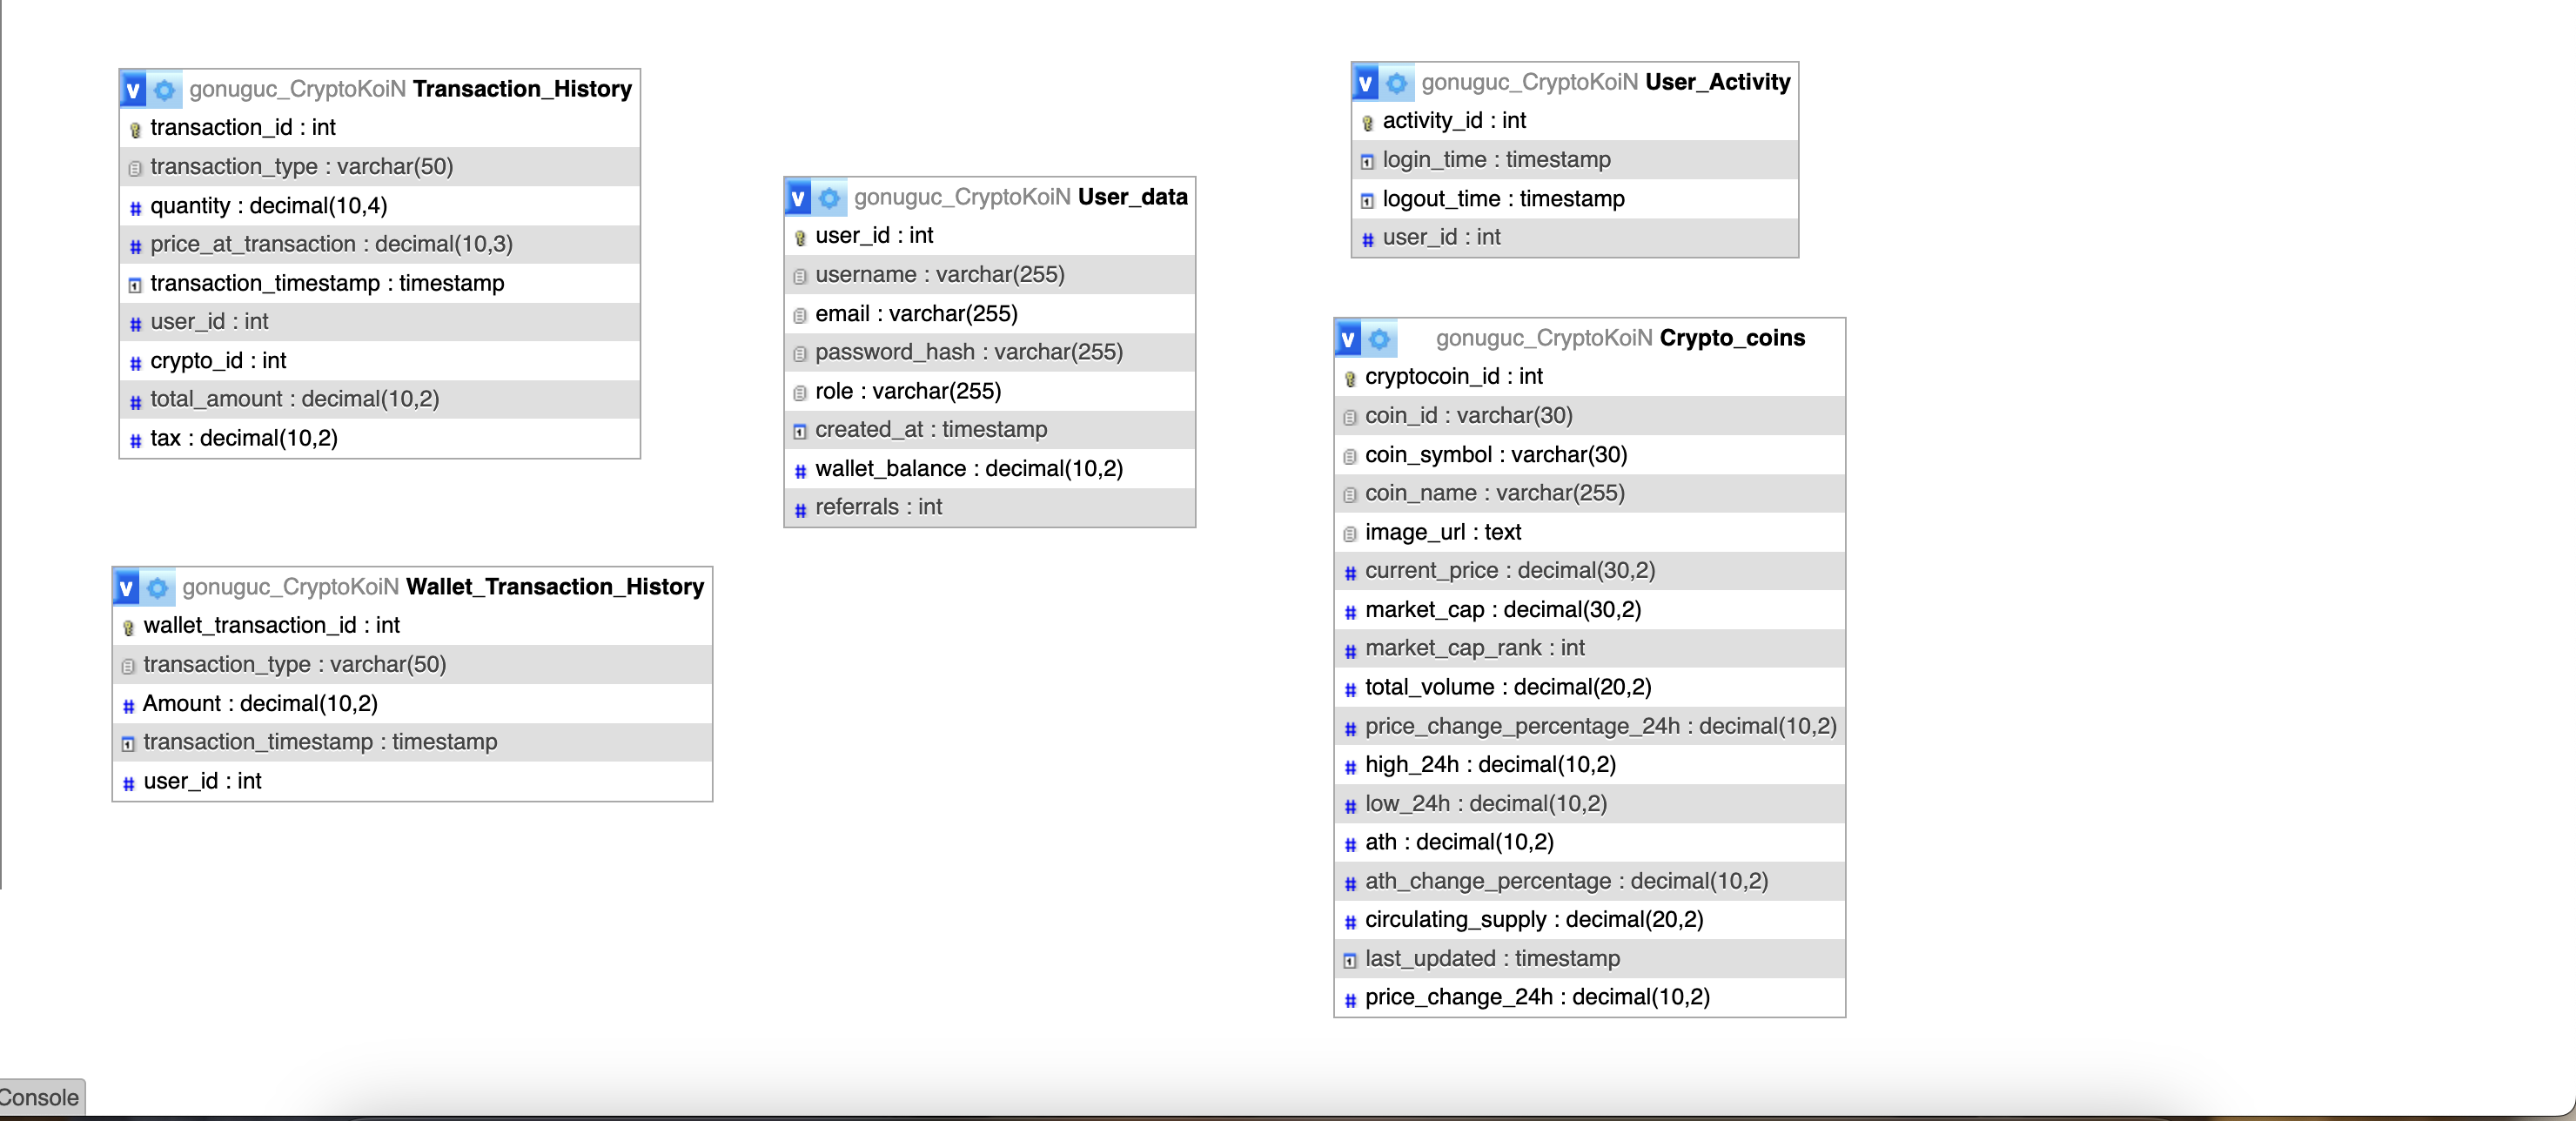 gonuguc_CryptoKoiN Transaction_History
transaction_id : int
transaction_type : varchar(50)
quantity : decimal(10,4)
price_at_transaction : decimal(10,3)
transaction_timestamp : timestamp
user_id : int
crypto_id : int
total_amount : decimal(10,2)
tax : decimal(10,2)
gonuguc_CryptoKoiN Wallet_Transaction_History
wallet_transaction_id : int
transaction_type : varchar(50)
Amount : decimal(10,2)
transaction_timestamp : timestamp
user_id : int
gonuguc_CryptoKoiN User_data
user_id : int
username : varchar(255)
email : varchar(255)
password_hash : varchar(255)
role : varchar(255)
created_at : timestamp
wallet_balance : decimal(10,2)
referrals : int
gonuguc_CryptoKoiN User_Activity
activity_id : int
login_time : timestamp
logout_time : timestamp
user_id : int
gonuguc_CryptoKoiN Crypto_coins
cryptocoin_id : int
coin_id : varchar(30)
coin_symbol : varchar(30)
coin_name : varchar(255)
image_url : text
current_price : decimal(30,2)
market_cap : decimal(30,2)
market_cap_rank : int
total_volume : decimal(20,2)
price_change_percentage_24h : decimal(10,2)
high_24h : decimal(10,2)
low_24h : decimal(10,2)
ath : decimal(10,2)
ath_change_percentage : decimal(10,2)
circulating_supply : decimal(20,2)
last_updated : timestamp
price_change_24h : decimal(10,2)
Console